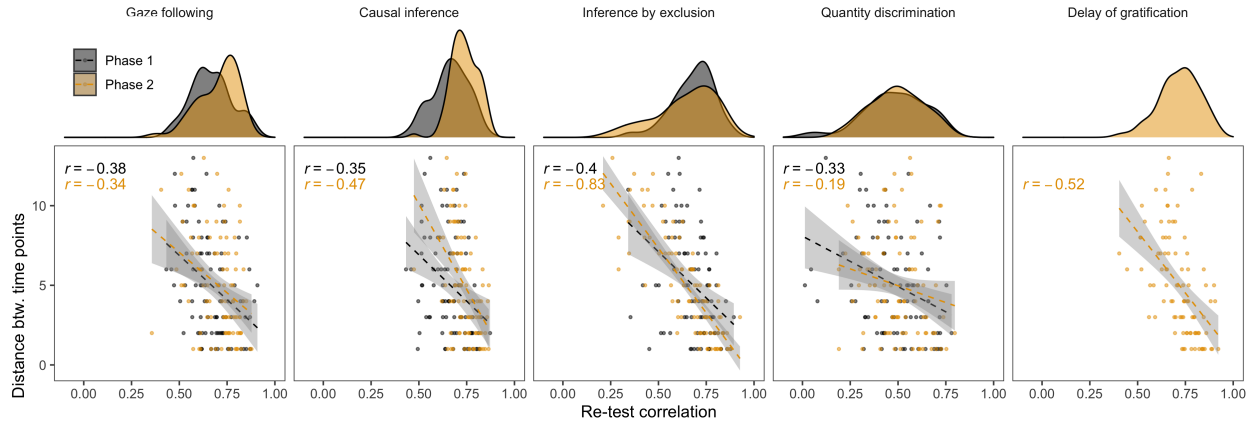 Gaze following
Causal inference
Inference by exclusion
Quantity discrimination
Delay of gratification
Phase 1
Phase 2
r = −0.38
r = −0.34
r = −0.35
r = −0.47
r = −0.4
r = −0.83
r = −0.33
r = −0.19
r = −0.52
Distance btw. time points
10
5
0
0.00 0.25 0.50 0.75 1.00
0.00 0.25 0.50 0.75 1.00
0.00 0.25 0.50 0.75 1.00
0.00 0.25 0.50 0.75 1.00
0.00 0.25 0.50 0.75 1.00
Re-test correlation